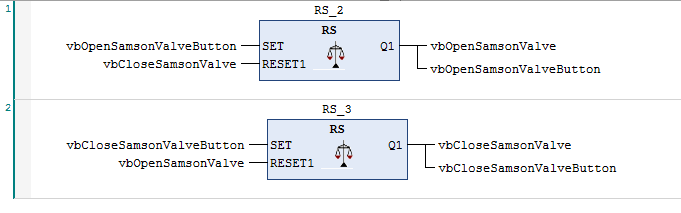 1
RS_2
RS
vbOpenSamsonValveButton SET Q1 vbOpenSamsonValve
vbCloseSamsonValve RESET1 vbOpenSamsonValveButton
2
RS_3
RS
vbCloseSamsonValveButton SET Q1 vbCloseSamsonValve
vbOpenSamsonValve RESET1 vbCloseSamsonValveButton